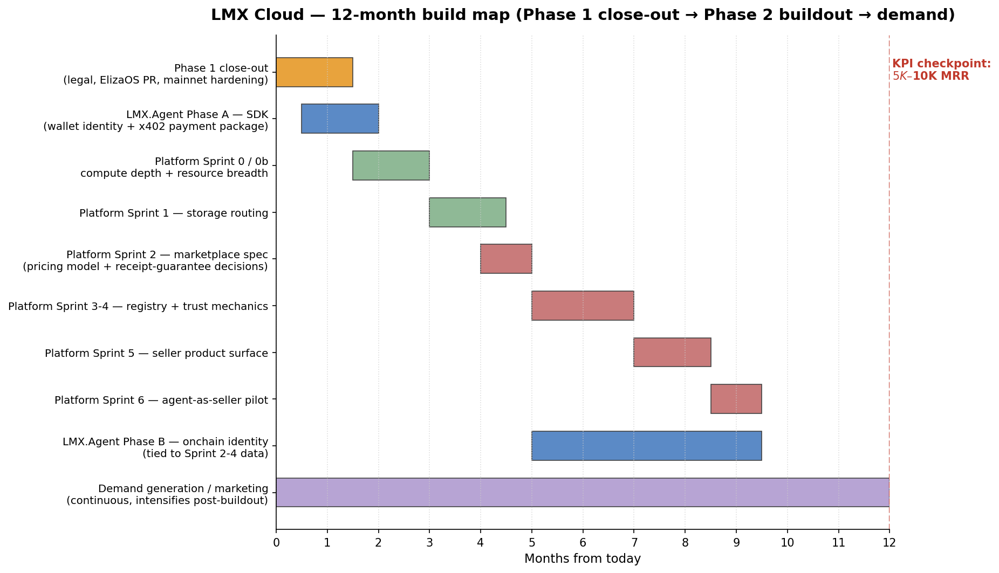 LMX Cloud — 12-month build map (Phase 1 close-out → Phase 2 buildout → demand)
KPI checkpoint:
5K–10K MRR
Phase 1 close-out
(legal, ElizaOS PR, mainnet hardening)
LMX.Agent Phase A — SDK
(wallet identity + x402 payment package)
Platform Sprint 0 / 0b
compute depth + resource breadth
Platform Sprint 1 — storage routing
Platform Sprint 2 — marketplace spec
(pricing model + receipt-guarantee decisions)
Platform Sprint 3-4 — registry + trust mechanics
Platform Sprint 5 — seller product surface
Platform Sprint 6 — agent-as-seller pilot
LMX.Agent Phase B — onchain identity
(tied to Sprint 2-4 data)
Demand generation / marketing
(continuous, intensifies post-buildout)
0 1 2 3 4 5 6 7 8 9 10 11 12
Months from today